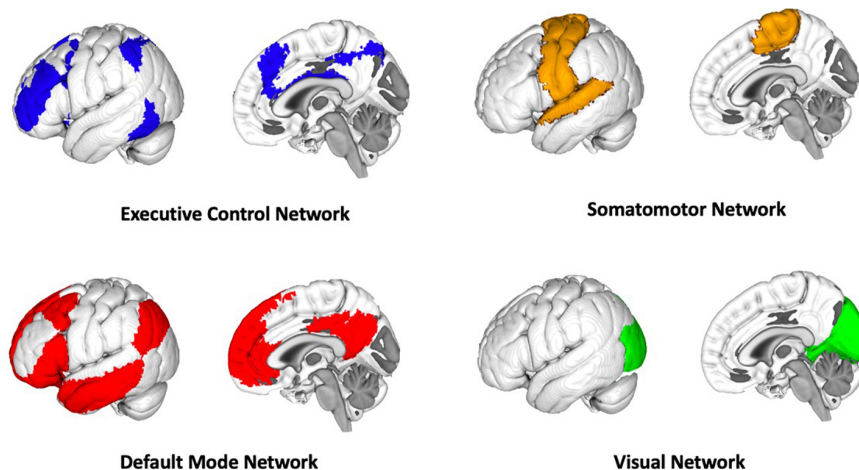 Executive Control Network
Somatomotor Network
Default Mode Network
Visual Network